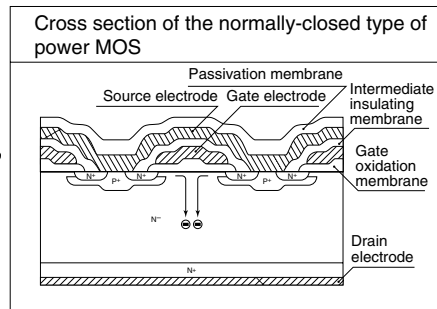 Cross section of the normally-closed type of
power MOS
Passivation membrane
Source electrode
Gate electrode
Intermediate
insulating
membrane
Gate
oxidation
membrane
N+
P+
N+
N+
P+
N+
N−
N+
Drain
electrode